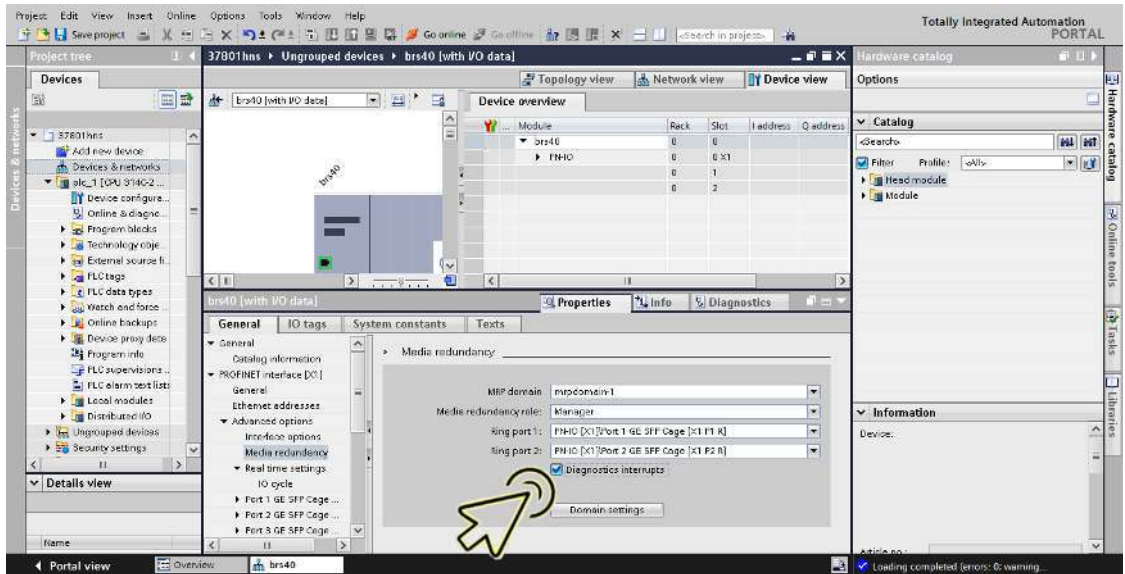 Project Edit View Insert Online Options Tools Window Help
Totally Integrated Automation
PORTAL
Save project Go online Go offline <Search in project>
Project tree
37801hns Ungrouped devices brs40 [with I/O data]
Hardware catalog
Devices
Topology view Network view Device view
Options
brs40 [with I/O data]
Device overview
Module Rack Slot I address Q address
brs40 0 0
PN-IO 0 0 X1
0 1
0 2
brs40
Catalog
<Search>
Filter Profile: <All>
Head module
Module
37801hns
Add new device
Devices & networks
plc_1 [CPU 314C-2 ...
Device configura...
Online & diagno...
Program blocks
Technology obje...
External source fi...
PLC tags
PLC data types
Watch and force ...
Online backups
Device proxy data
Program info
PLC supervisions ...
PLC alarm text lists
Local modules
Distributed I/O
Ungrouped devices
Security settings
Details view
Name
brs40 [with I/O data]
Properties Info Diagnostics
General IO tags System constants Texts
General
Catalog information
PROFINET interface [X1]
General
Ethernet addresses
Advanced options
Interface options
Media redundancy
Real time settings
IO cycle
Port 1 GE SFP Cage ...
Port 2 GE SFP Cage ...
Port 3 GE SFP Cage ...
Media redundancy
MRP domain mrpdomain-1
Media redundancy role: Manager
Ring port 1: PN-IO [X1]\Port 1 GE SFP Cage [X1 P1 R]
Ring port 2: PN-IO [X1]\Port 2 GE SFP Cage [X1 P2 R]
Diagnostics interrupts
Domain settings
Information
Device:
Article no.:
Devices & networks
Hardware catalog
Online tools
Tasks
Libraries
Portal view Overview brs40
Loading completed (errors: 0; warning...